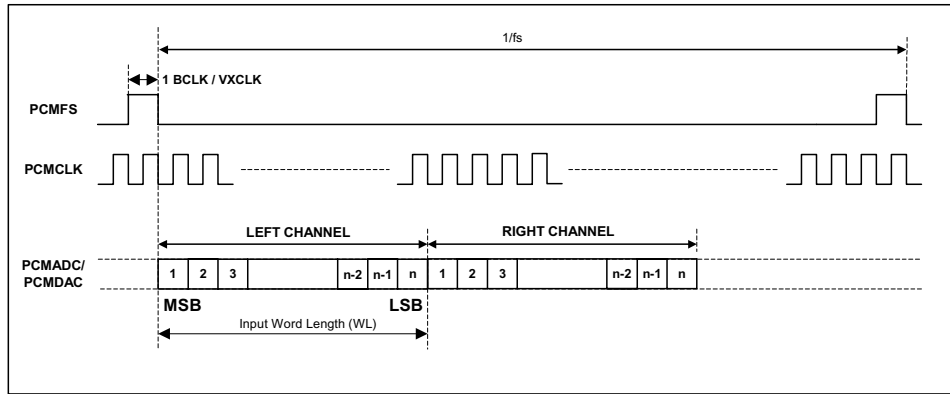 1/fs
1 BCLK / VXCLK
PCMFS
PCMCLK
LEFT CHANNEL RIGHT CHANNEL
PCMADC/
PCMDAC
1 2 3 n-2 n-1 n 1 2 3 n-2 n-1 n
MSB LSB
Input Word Length (WL)